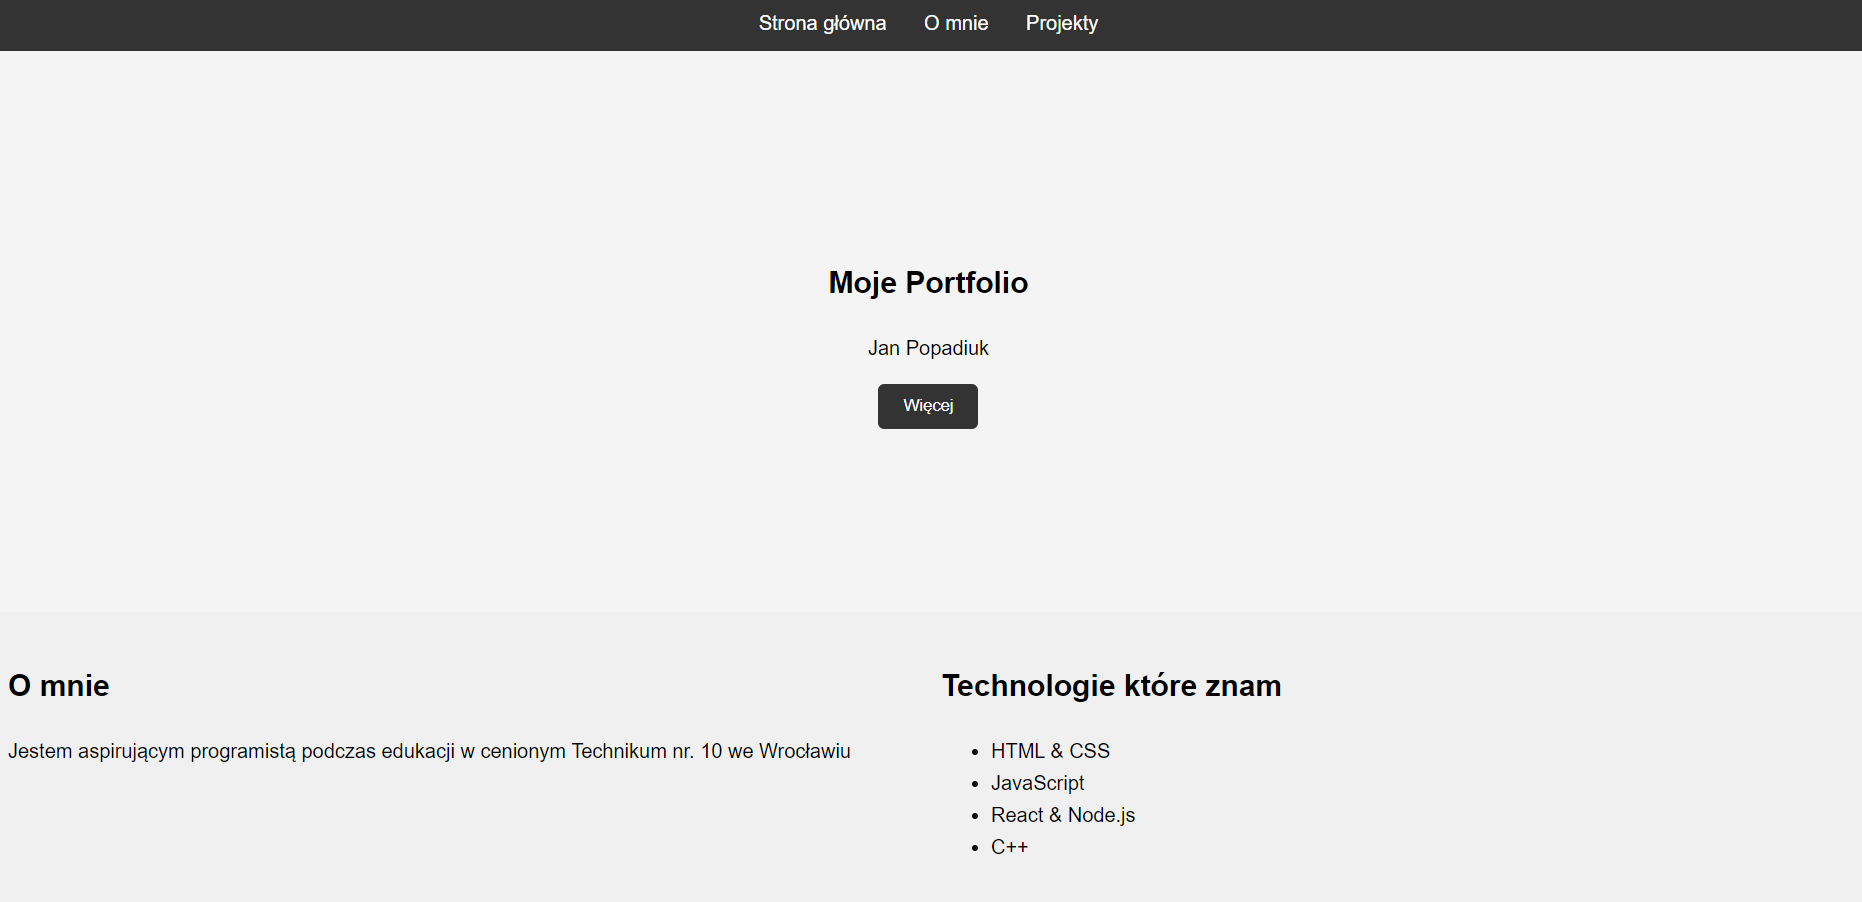 Strona główna O mnie Projekty
Moje Portfolio
Jan Popadiuk
Więcej
O mnie
Jestem aspirującym programistą podczas edukacji w cenionym Technikum nr. 10 we Wrocławiu
Technologie które znam
• HTML & CSS
• JavaScript
• React & Node.js
• C++